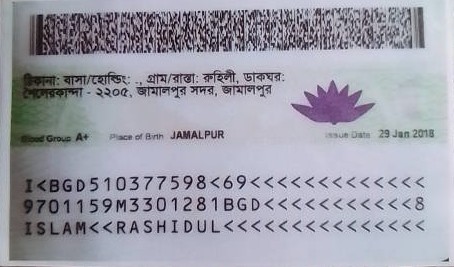 ঠিকানা: বাসা/হোল্ডিং: ., গ্রাম/রাস্তা: রুহিলী, ডাকঘর:
শৈলেরকান্দা - ২২০৫, জামালপুর সদর, জামালপুর
Blood Group A+ Place of Birth JAMALPUR Issue Date 29 Jan 2018
I<BGD510377598<69<<<<<<<<<<<<<
9701159M3301281BGD<<<<<<<<<<<8
ISLAM<<RASHIDUL<<<<<<<<<<<<<<<